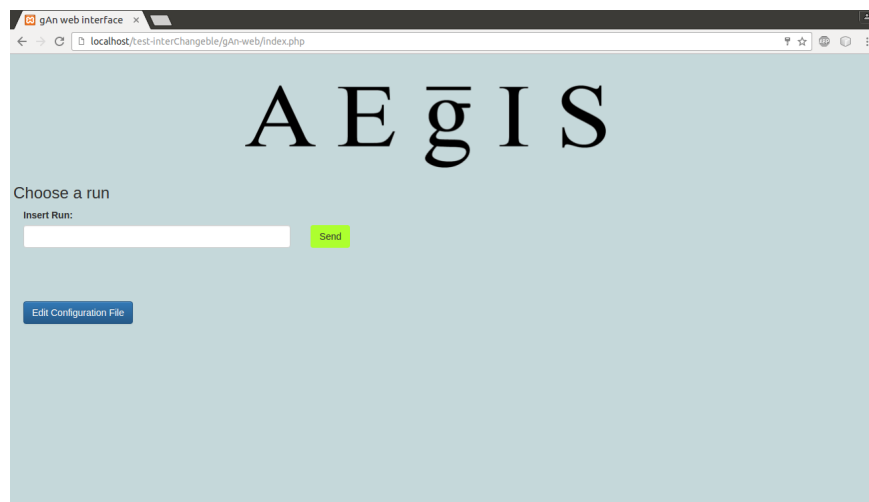 gAn web interface
localhost/test-interChangeble/gAn-web/index.php
A E g̅ I S
Choose a run
Insert Run:
Send
Edit Configuration File